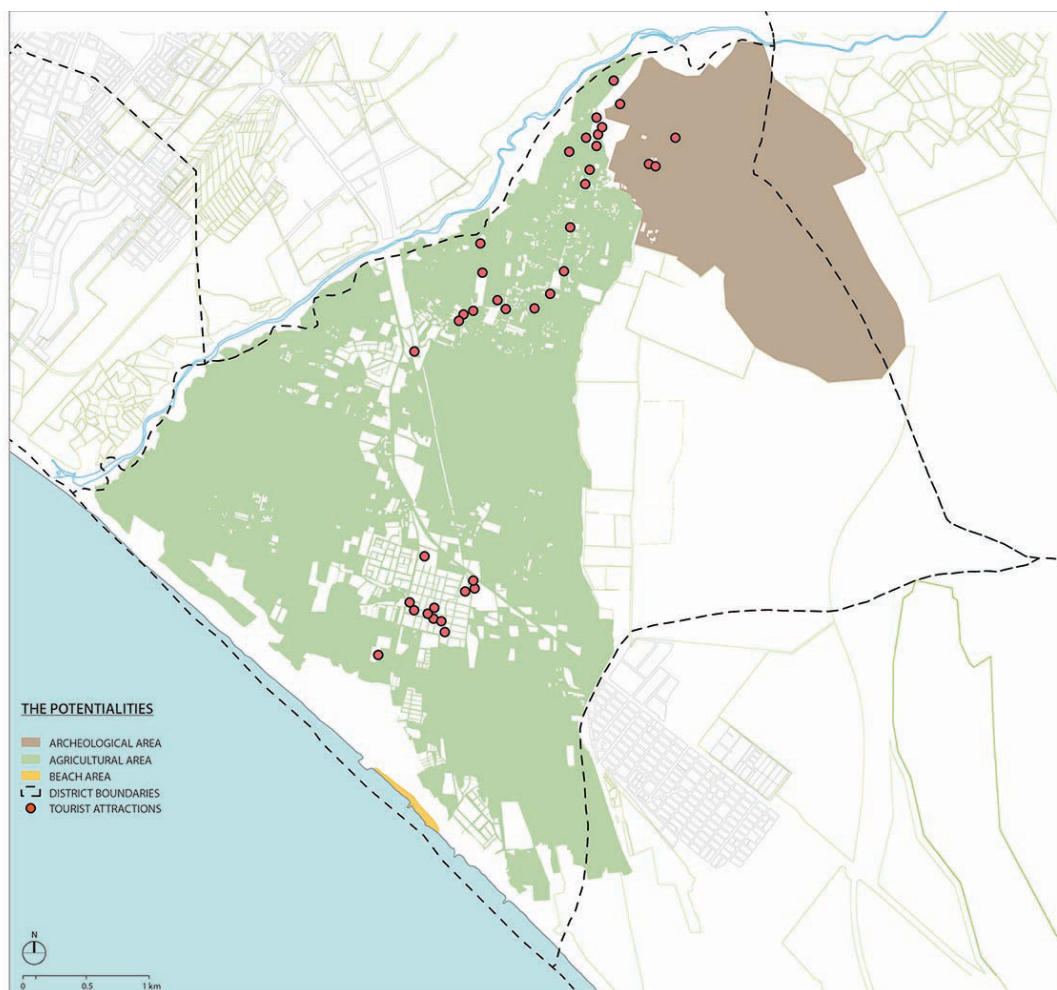 THE POTENTIALITIES
ARCHEOLOGICAL AREA
AGRICULTURAL AREA
BEACH AREA
DISTRICT BOUNDARIES
TOURIST ATTRACTIONS
N
0 0.5 1 km